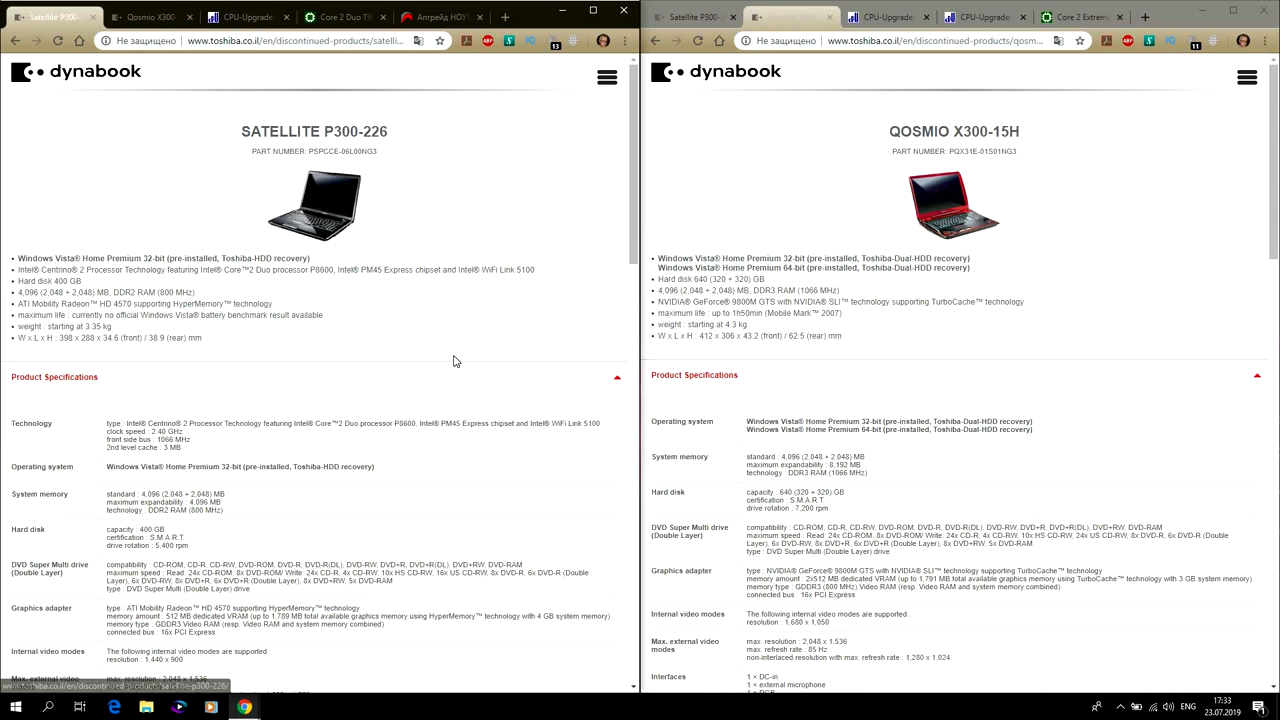 Satellite P300-
Qosmio X300-
CPU-Upgrade
Core 2 Duo T9
Апгрейд НОУ
Не защищено
www.toshiba.co.il/en/discontinued-products/satelli...
13
dynabook
SATELLITE P300-226
PART NUMBER: PSPCCE-06L00NG3
• Windows Vista® Home Premium 32-bit (pre-installed, Toshiba-HDD recovery)
• Intel® Centrino® 2 Processor Technology featuring Intel® Core™2 Duo processor P8600, Intel® PM45 Express chipset and Intel® WiFi Link 5100
• Hard disk 400 GB
• 4,096 (2,048 + 2,048) MB, DDR2 RAM (800 MHz)
• ATI Mobility Radeon™ HD 4570 supporting HyperMemory™ technology
• maximum life : currently no official Windows Vista® battery benchmark result available
• weight : starting at 3.35 kg
• W x L x H : 398 x 288 x 34.6 (front) / 38.9 (rear) mm
Product Specifications
Technology
type : Intel® Centrino® 2 Processor Technology featuring Intel® Core™2 Duo processor P8600, Intel® PM45 Express chipset and Intel® WiFi Link 5100
clock speed : 2.40 GHz
front side bus : 1066 MHz
2nd level cache : 3 MB
Operating system
Windows Vista® Home Premium 32-bit (pre-installed, Toshiba-HDD recovery)
System memory
standard : 4,096 (2,048 + 2,048) MB
maximum expandability : 4,096 MB
technology : DDR2 RAM (800 MHz)
Hard disk
capacity : 400 GB
certification : S.M.A.R.T.
drive rotation : 5,400 rpm
DVD Super Multi drive
(Double Layer)
compatibility : CD-ROM, CD-R, CD-RW, DVD-ROM, DVD-R, DVD-R(DL), DVD-RW, DVD+R, DVD+R(DL), DVD+RW, DVD-RAM
maximum speed : Read: 24x CD-ROM, 8x DVD-ROM/ Write: 24x CD-R, 4x CD-RW, 10x HS CD-RW, 16x US CD-RW, 8x DVD-R, 6x DVD-R (Double
Layer), 6x DVD-RW, 8x DVD+R, 6x DVD+R (Double Layer), 8x DVD+RW, 5x DVD-RAM
type : DVD Super Multi (Double Layer) drive
Graphics adapter
type : ATI Mobility Radeon™ HD 4570 supporting HyperMemory™ technology
memory amount : 512 MB dedicated VRAM (up to 1,789 MB total available graphics memory using HyperMemory™ technology with 4 GB system memory)
memory type : GDDR3 Video RAM (resp. Video RAM and system memory combined)
connected bus : 16x PCI Express
Internal video modes
The following internal video modes are supported :
resolution : 1,440 x 900
Max. external video
max. resolution : 2,048 x 1,536
www.toshiba.co.il/en/discontinued-products/satellite-p300-226/
Satellite P300-2
CPU-Upgrade
CPU-Upgrade
Core 2 Extreme
Не защищено
www.toshiba.co.il/en/discontinued-products/qosm...
11
dynabook
QOSMIO X300-15H
PART NUMBER: PQX31E-01S01NG3
• Windows Vista® Home Premium 32-bit (pre-installed, Toshiba-Dual-HDD recovery)
Windows Vista® Home Premium 64-bit (pre-installed, Toshiba-Dual-HDD recovery)
• Hard disk 640 (320 + 320) GB
• 4,096 (2,048 + 2,048) MB, DDR3 RAM (1066 MHz)
• NVIDIA® GeForce® 9800M GTS with NVIDIA® SLI™ technology supporting TurboCache™ technology
• maximum life : up to 1h50min (Mobile Mark™ 2007)
• weight : starting at 4.3 kg
• W x L x H : 412 x 306 x 43.2 (front) / 62.5 (rear) mm
Product Specifications
Operating system
Windows Vista® Home Premium 32-bit (pre-installed, Toshiba-Dual-HDD recovery)
Windows Vista® Home Premium 64-bit (pre-installed, Toshiba-Dual-HDD recovery)
System memory
standard : 4,096 (2,048 + 2,048) MB
maximum expandability : 8,192 MB
technology : DDR3 RAM (1066 MHz)
Hard disk
capacity : 640 (320 + 320) GB
certification : S.M.A.R.T.
drive rotation : 7,200 rpm
DVD Super Multi drive
(Double Layer)
compatibility : CD-ROM, CD-R, CD-RW, DVD-ROM, DVD-R, DVD-R(DL), DVD-RW, DVD+R, DVD+R(DL), DVD+RW, DVD-RAM
maximum speed : Read: 24x CD-ROM, 8x DVD-ROM/ Write: 24x CD-R, 4x CD-RW, 10x HS CD-RW, 24x US CD-RW, 8x DVD-R, 6x DVD-R (Double
Layer), 6x DVD-RW, 8x DVD+R, 6x DVD+R (Double Layer), 8x DVD+RW, 5x DVD-RAM
type : DVD Super Multi (Double Layer) drive
Graphics adapter
type : NVIDIA® GeForce® 9800M GTS with NVIDIA® SLI™ technology supporting TurboCache™ technology
memory amount : 2x512 MB dedicated VRAM (up to 1.791 MB total available graphics memory using TurboCache™ technology with 3 GB system memory)
memory type : GDDR3 (800 MHz) Video RAM (resp. Video RAM and system memory combined)
connected bus : 16x PCI Express
Internal video modes
The following internal video modes are supported
resolution : 1,680 x 1,050
Max. external video
modes
max. resolution : 2,048 x 1,536
max. refresh rate : 85 Hz
non-interlaced resolution with max. refresh rate : 1,280 x 1,024
Interfaces
1 × DC-in
1 × external microphone
1 × RGB
ENG
17:33
23.07.2019